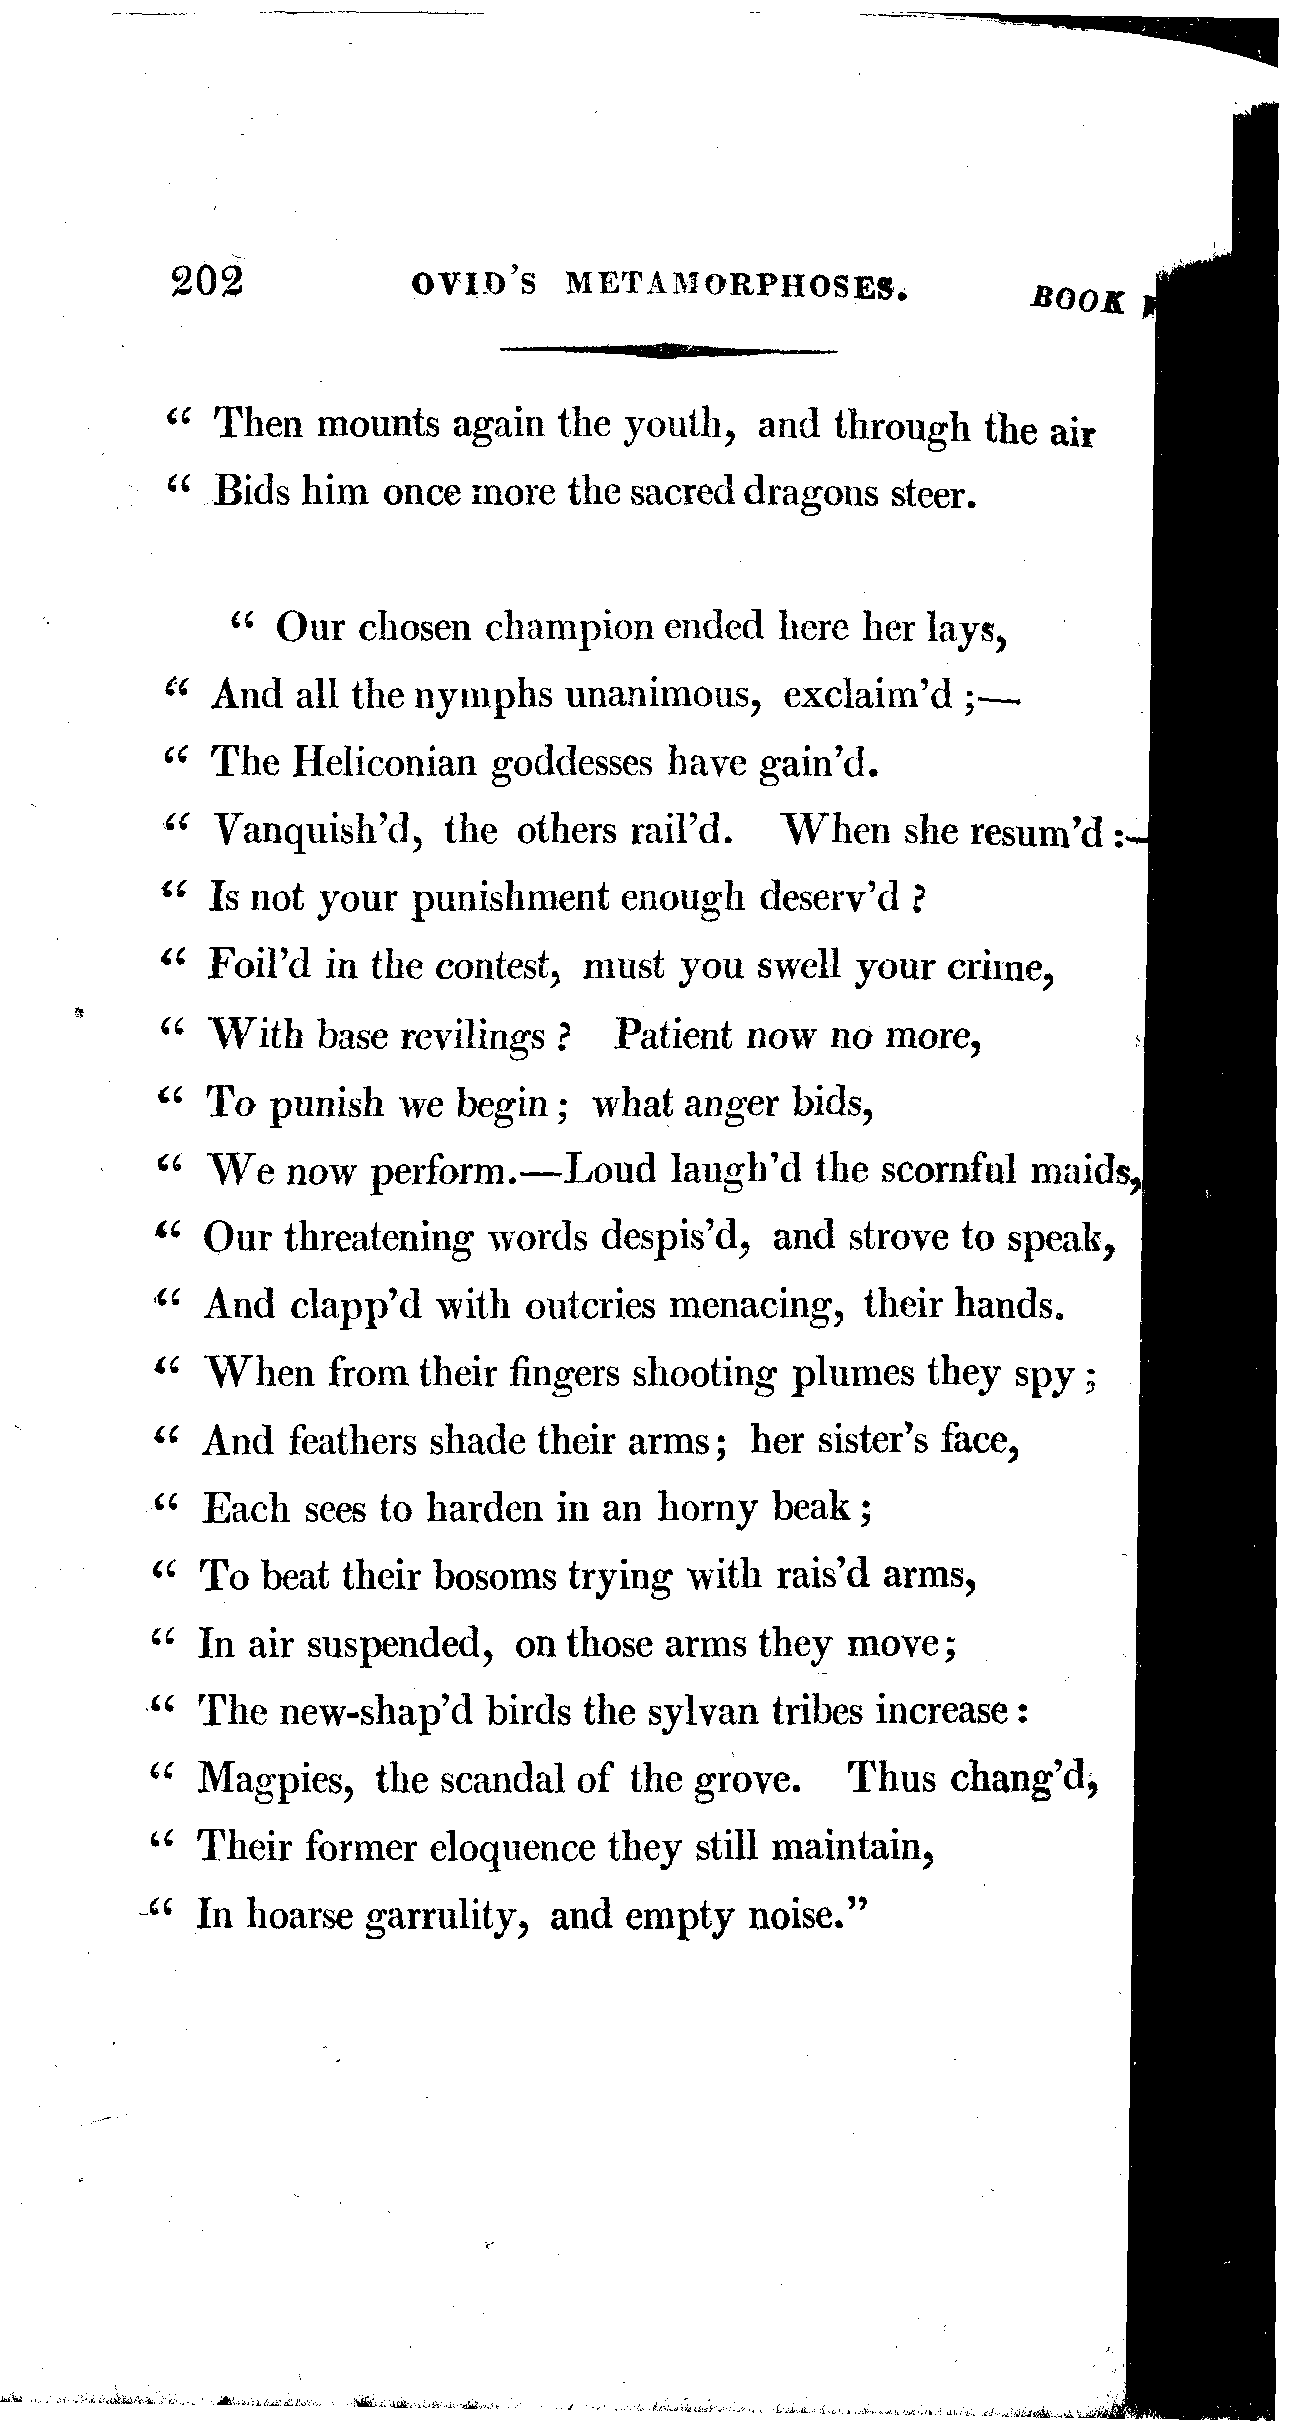 202 OVID'S METAMORPHOSES. BOOK
“ Then mounts again the youth, and through the air
“ Bids him once more the sacred dragons steer.
“ Our chosen champion ended here her lays,
“ And all the nymphs unanimous, exclaim'd ;—
“ The Heliconian goddesses have gain'd.
“ Vanquish'd, the others rail'd. When she resum'd :—
“ Is not your punishment enough deserv'd ?
“ Foil'd in the contest, must you swell your crime,
“ With base revilings ? Patient now no more,
“ To punish we begin ; what anger bids,
“ We now perform.—Loud laugh'd the scornful maids,
“ Our threatening words despis'd, and strove to speak,
“ And clapp'd with outcries menacing, their hands.
“ When from their fingers shooting plumes they spy ;
“ And feathers shade their arms ; her sister's face,
“ Each sees to harden in an horny beak ;
“ To beat their bosoms trying with rais'd arms,
“ In air suspended, on those arms they move ;
“ The new-shap'd birds the sylvan tribes increase :
“ Magpies, the scandal of the grove. Thus chang'd,
“ Their former eloquence they still maintain,
“ In hoarse garrulity, and empty noise.”